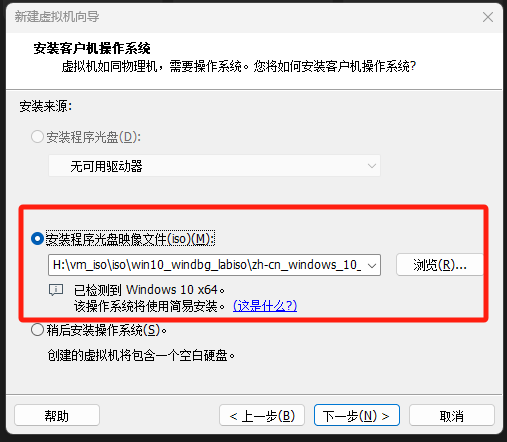 新建虚拟机向导
安装客户机操作系统
虚拟机如同物理机，需要操作系统。您将如何安装客户机操作系统?
安装来源:
安装程序光盘(D):
无可用驱动器
安装程序光盘映像文件(iso)(M):
H:\vm_iso\iso\win10_windbg_labiso\zh-cn_windows_10_
浏览(R)...
已检测到 Windows 10 x64。
该操作系统将使用简易安装。 (这是什么?)
稍后安装操作系统(S)。
创建的虚拟机将包含一个空白硬盘。
帮助
< 上一步(B)
下一步(N) >
取消